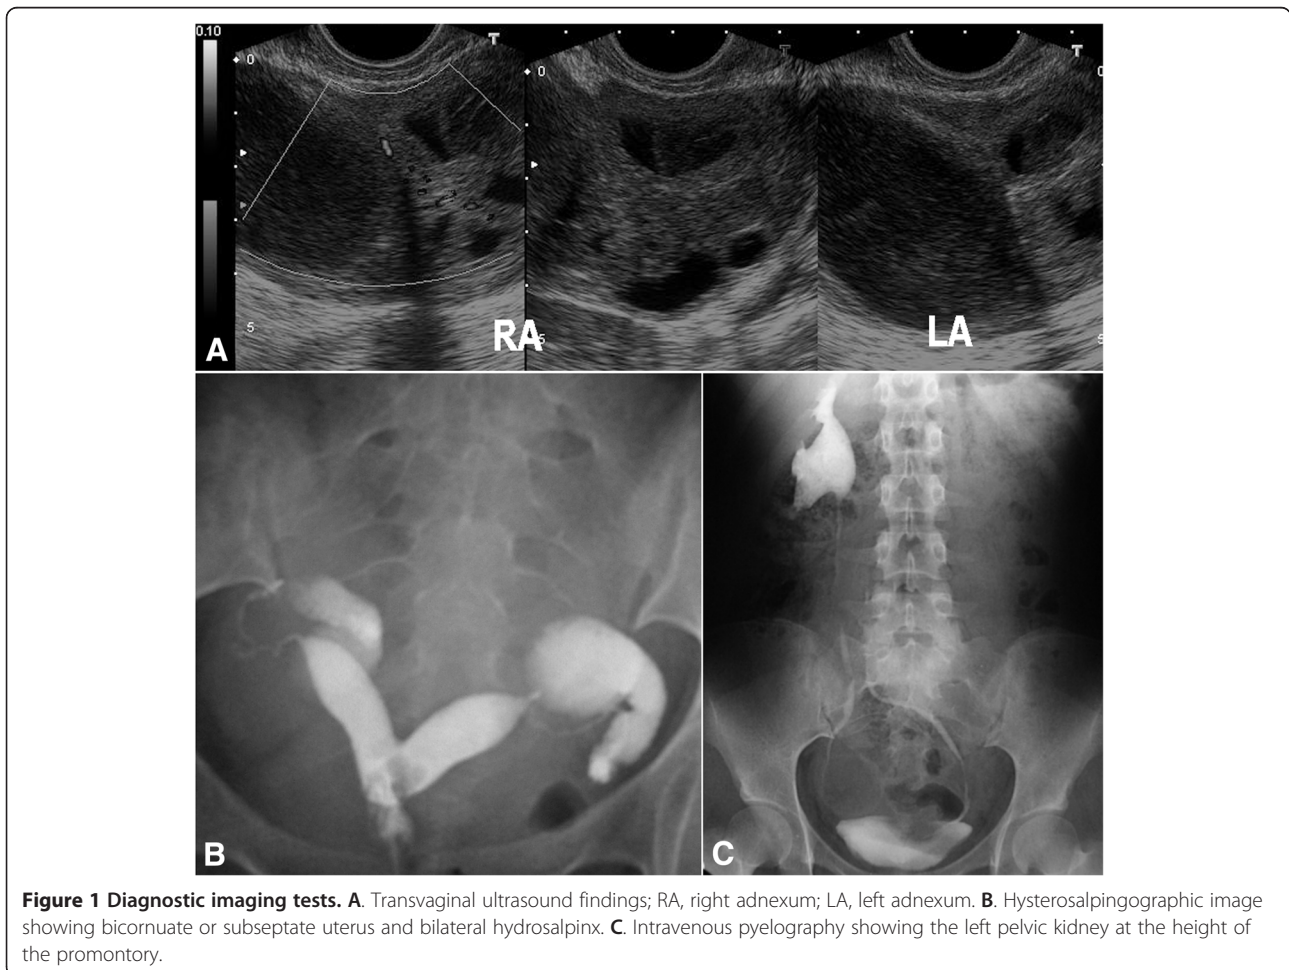 0.10
T
0
5
RA
A
T
0
5
T
0
5
LA
B
C
Figure 1 Diagnostic imaging tests. A. Transvaginal ultrasound findings; RA, right adnexum; LA, left adnexum. B. Hysterosalpingographic image
showing bicornuate or subseptate uterus and bilateral hydrosalpinx. C. Intravenous pyelography showing the left pelvic kidney at the height of
the promontory.